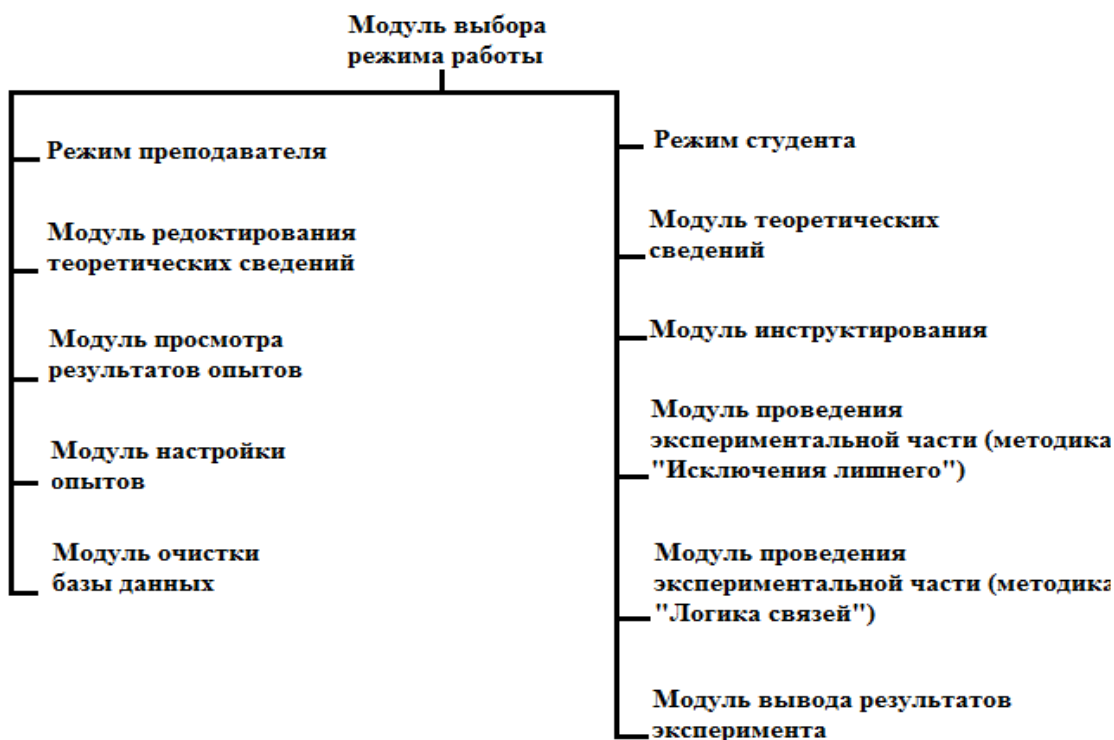 Модуль выбора
режима работы
Режим преподавателя
Модуль редоктирования
теоретических сведений
Модуль просмотра
результатов опытов
Модуль настройки
опытов
Модуль очистки
базы данных
Режим студента
Модуль теоретических
сведений
Модуль инструктирования
Модуль проведения
экспериментальной части (методика
"Исключения лишнего")
Модуль проведения
экспериментальной части (методика
"Логика связей")
Модуль вывода результатов
эксперимента